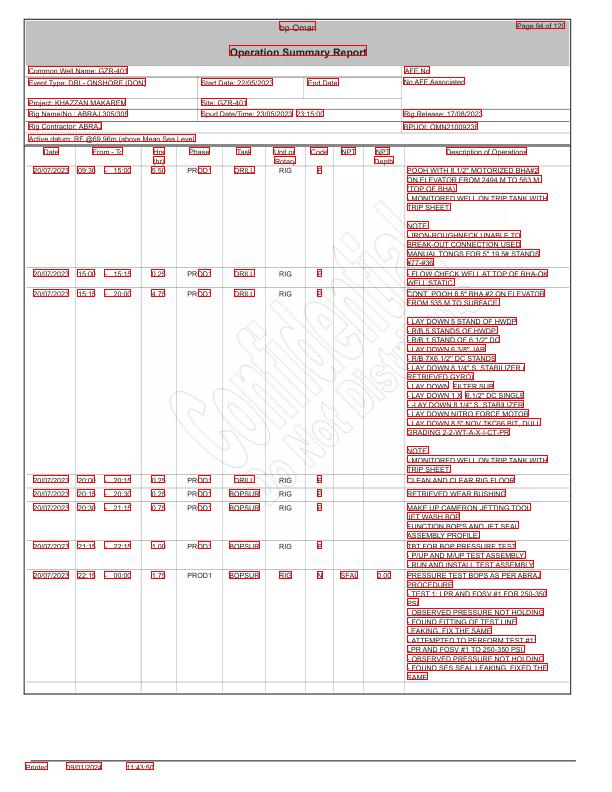 bp Oman
Page 94 of 120
Operation Summary Report
Common Well Name: GZR-401
AFE No
Event Type: DRL- ONSHORE (DON)
Start Date: 22/05/2023
End Date:
No AFE Associated
Project: KHAZZAN MAKAREM
Site: GZR-401
Rig Name/No.: ABRAJ 305/305
Spud Date/Time: 23/05/2023 23:15:00
Rig Release: 17/08/2023
Rig Contractor: ABRAJ
BPUOI: OMN21009236
Active datum: RF @69.96m (above Mean Sea Level)
Date From - To Hrs Phase Task Unit or Code NPT NPT Description of Operations
(hr) Rotary Depth
20/07/2023 09:30 - 15:00 5.50 PROD1 DRILL RIG P POOH WITH 8.1/2" MOTORIZED BHA#2
ON ELEVATOR FROM 2494 M TO 563 M
(TOP OF BHA)
- MONITORED WELL ON TRIP TANK WITH
TRIP SHEET
NOTE:
- IRON-ROUGHNECK UNABLE TO
BREAK-OUT CONNECTION USED
MANUAL TONGS FOR 5" 19.5# STANDS
#77-#36
20/07/2023 15:00 - 15:15 0.25 PROD1 DRILL RIG P - FLOW CHECK WELL AT TOP OF BHA-OK
WELL STATIC
20/07/2023 15:15 - 20:00 4.75 PROD1 DRILL RIG P CONT. POOH 8.5" BHA #2 ON ELEVATOR
FROM 535 M TO SURFACE.
- LAY DOWN 5 STAND OF HWDP
- R/B 5 STANDS OF HWDP.
- R/B 1 STAND OF 6.1/2" DC
- LAY DOWN 6.3/8" JAR
- R/B 7X6.1/2" DC STANDS
- LAY DOWN 8.1/4" S. STABILIZER (
RETRIEVED GYRO)
- LAY DOWN FILTER SUB
- LAY DOWN 1 X 6.1/2" DC SINGLE
- -LAY DOWN 8.1/4" S. STABILIZER
- LAY DOWN NITRO FORCE MOTOR
- LAY DOWN 8.5" NOV TKC66 BIT, DULL
GRADING 2-2-WT-A-X-I-CT-PR
NOTE:
- MONITORED WELL ON TRIP TANK WITH
TRIP SHEET
20/07/2023 20:00 - 20:15 0.25 PROD1 DRILL RIG P CLEAN AND CLEAR RIG FLOOR
20/07/2023 20:15 - 20:30 0.25 PROD1 BOPSUR RIG P RETRIEVED WEAR BUSHING
20/07/2023 20:30 - 21:15 0.75 PROD1 BOPSUR RIG P MAKE UP CAMERON JETTING TOOL
JET WASH BOP
FUNCTION BOP'S AND JET SEAL
ASSEMBLY PROFILE.
20/07/2023 21:15 - 22:15 1.00 PROD1 BOPSUR RIG P TBT FOR BOP PRESSURE TEST
- P/UP AND M/UP TEST ASSEMBLY
- RUN AND INSTALL TEST ASSEMBLY
20/07/2023 22:15 - 00:00 1.75 PROD1 BOPSUR RIG N SFAL 0.00 PRESSURE TEST BOPS AS PER ABRAJ
PROCEDURE
- TEST 1: LPR AND FOSV #1 FOR 250-350
PSI
- OBSERVED PRESSURE NOT HOLDING
- FOUND FITTING OF TEST LINE
LEAKING, FIX THE SAME
- ATTEMPTED TO PERFORM TEST #1:
LPR AND FOSV #1 TO 250-350 PSI.
- OBSERVED PRESSURE NOT HOLDING
- FOUND SES SEAL LEAKING, FIXED THE
SAME
Confidential
Do Not Distribute
Printed 09/01/2024 11:43:50